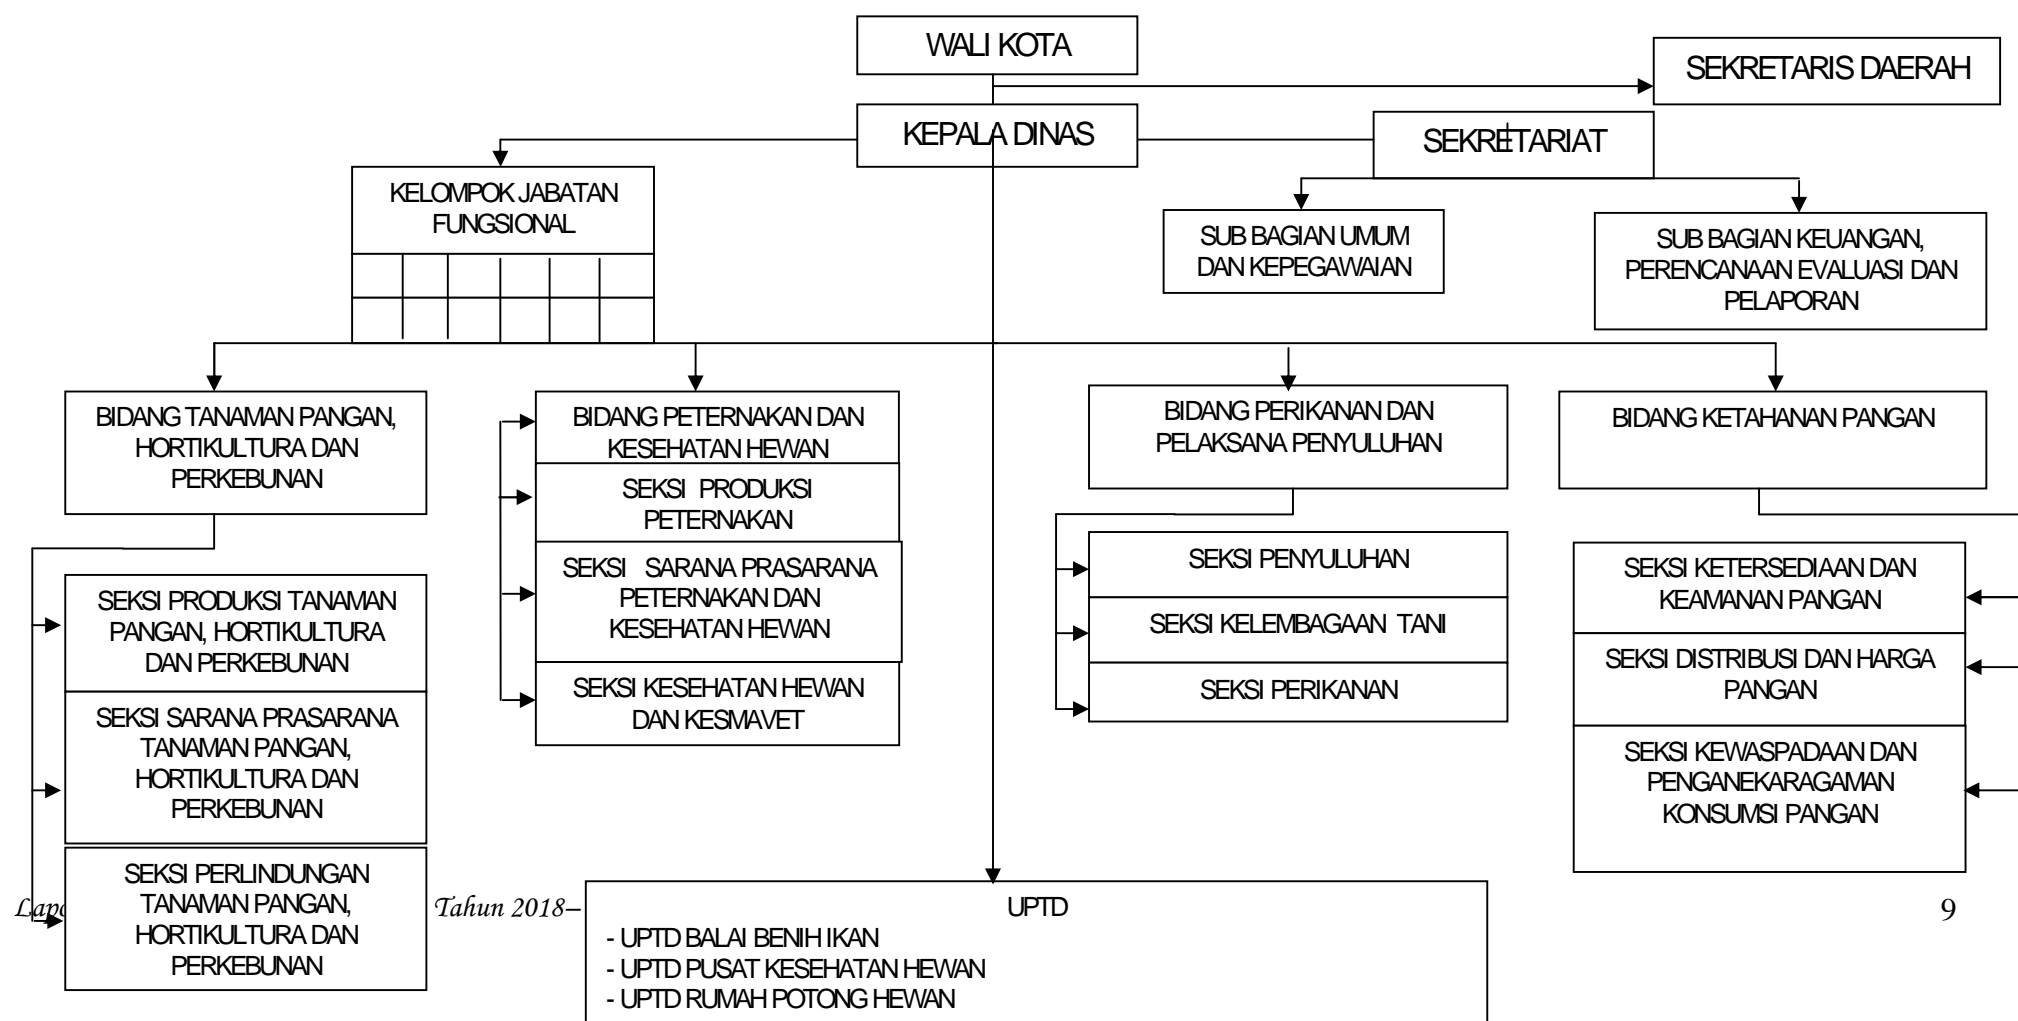 WALI KOTA
SEKRETARIS DAERAH
KEPALA DINAS
SEKRETARIAT
KELOMPOK JABATAN
FUNGSIONAL
SUB BAGIAN UMUM
DAN KEPEGAWAIAN
SUB BAGIAN KEUANGAN,
PERENCANAAN EVALUASI DAN
PELAPORAN
BIDANG TANAMAN PANGAN,
HORTIKULTURA DAN
PERKEBUNAN
SEKSI PRODUKSI TANAMAN
PANGAN, HORTIKULTURA
DAN PERKEBUNAN
SEKSI SARANA PRASARANA
TANAMAN PANGAN,
HORTIKULTURA DAN
PERKEBUNAN
SEKSI PERLINDUNGAN
TANAMAN PANGAN,
HORTIKULTURA DAN
PERKEBUNAN
BIDANG PETERNAKAN DAN
KESEHATAN HEWAN
SEKSI PRODUKSI
PETERNAKAN
SEKSI SARANA PRASARANA
PETERNAKAN DAN
KESEHATAN HEWAN
SEKSI KESEHATAN HEWAN
DAN KESMAVET
BIDANG PERIKANAN DAN
PELAKSANA PENYULUHAN
SEKSI PENYULUHAN
SEKSI KELEMBAGAAN TANI
SEKSI PERIKANAN
BIDANG KETAHANAN PANGAN
SEKSI KETERSEDIAAN DAN
KEAMANAN PANGAN
SEKSI DISTRIBUSI DAN HARGA
PANGAN
SEKSI KEWASPADAAN DAN
PENGANEKARAGAMAN
KONSUMSI PANGAN
UPTD
- UPTD BALAI BENIH IKAN
- UPTD PUSAT KESEHATAN HEWAN
- UPTD RUMAH POTONG HEWAN
Tahun 2018–
9